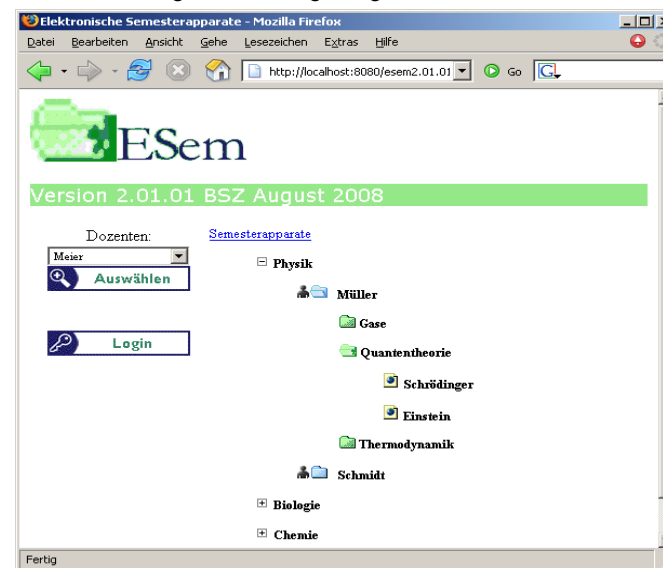 Elektronische Semesterapparate - Mozilla Firefox
Datei Bearbeiten Ansicht Gehe Lesezeichen Extras Hilfe
http://localhost:8080/esem2.01.01 Go G
ESem
Version 2.01.01 BSZ August 2008
Dozenten:
Meier
Auswählen
Login
Semesterapparate
Physik
Müller
Gase
Quantentheorie
Schrödinger
Einstein
Thermodynamik
Schmidt
Biologie
Chemie
Fertig